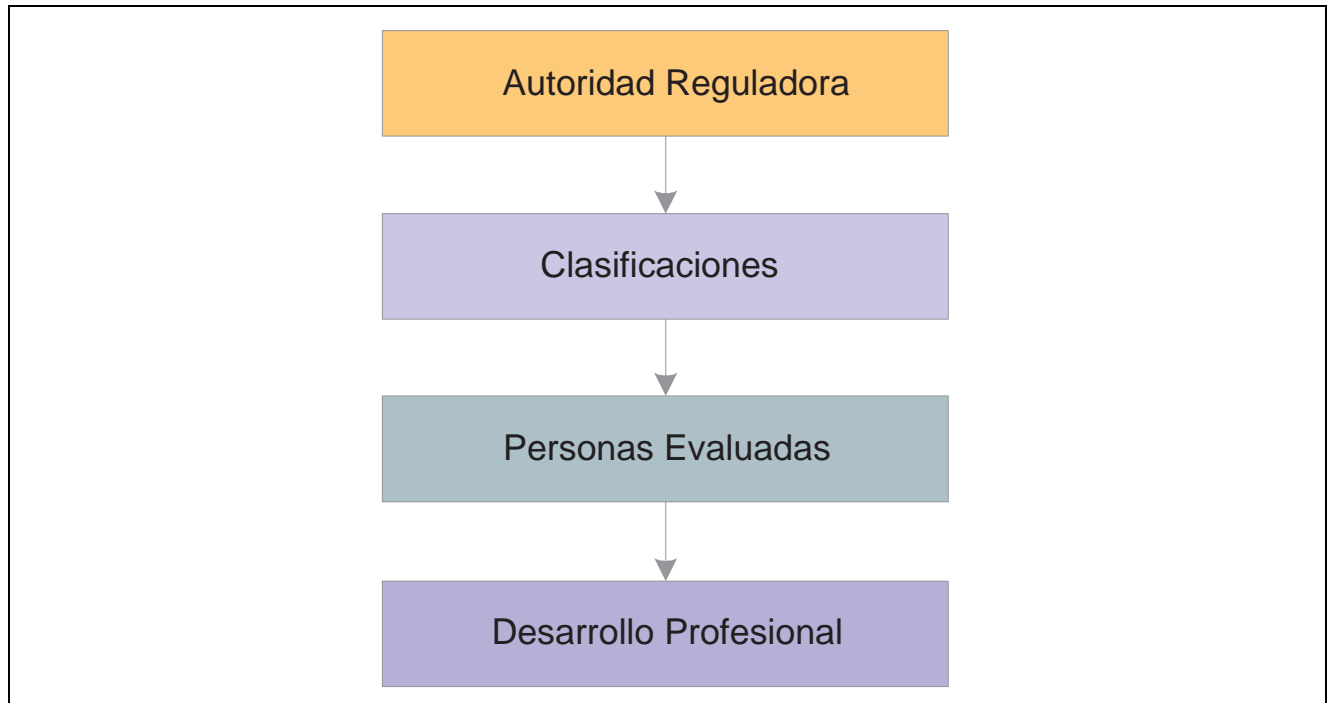 Autoridad Reguladora
Clasificaciones
Personas Evaluadas
Desarrollo Profesional